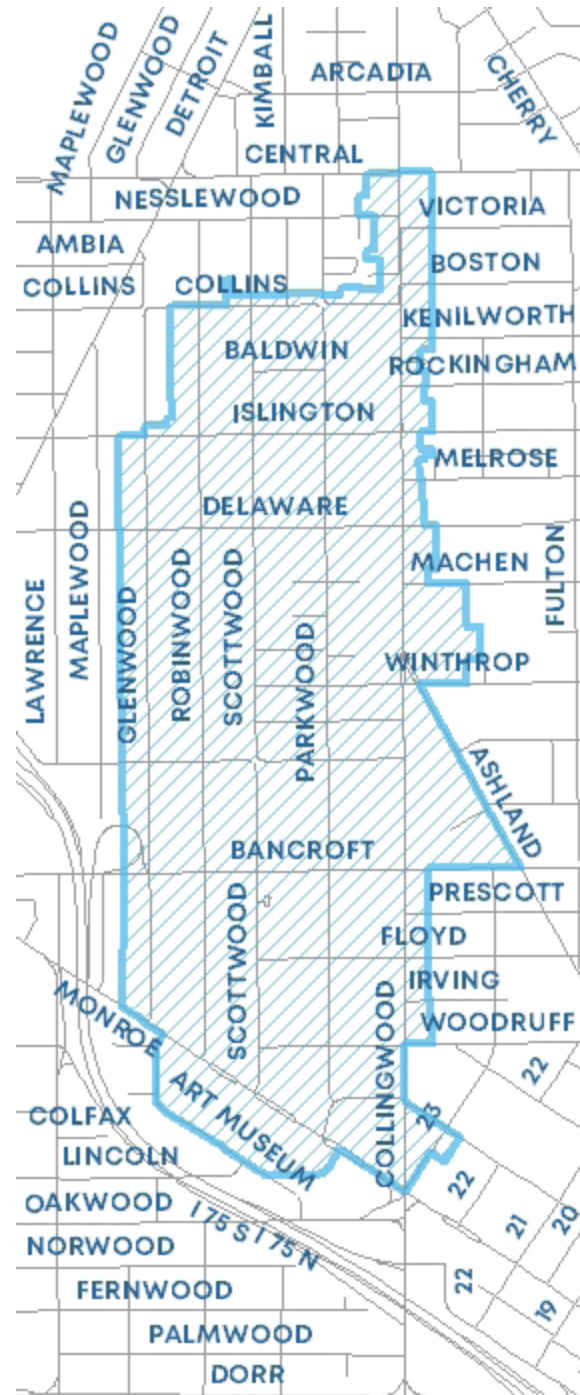 MAPLEWOOD
GLENWOOD
DETROIT
KIMBALL
ARCADIA
CHERRY
CENTRAL
NESSLEWOOD
VICTORIA
AMBIA
BOSTON
COLLINS
COLLINS
KENILWORTH
BALDWIN
ROCKINGHAM
ISLINGTON
MELROSE
DELAWARE
MACHEN
FULTON
LAWRENCE
MAPLEWOOD
GLENWOOD
ROBINWOOD
SCOTTWOOD
PARKWOOD
WINTHROP
ASHLAND
BANCROFT
PRESCOTT
SCOTTWOOD
FLOYD
IRVING
MONROE
WOODRUFF
COLLINGWOOD
ART MUSEUM
22
23
COLFAX
LINCOLN
22
OAKWOOD
I 75 S I 75 N
21
20
NORWOOD
22
FERNWOOD
19
PALMWOOD
DORR